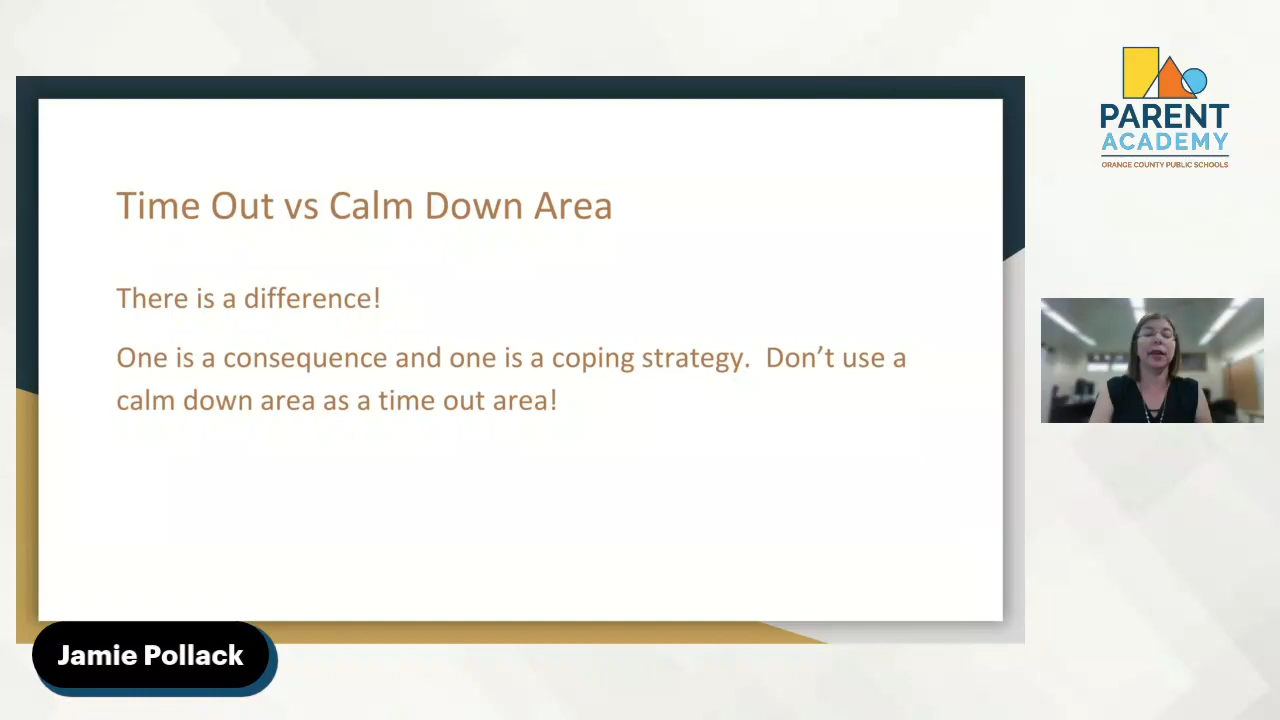 PARENT
ACADEMY
ORANGE COUNTY PUBLIC SCHOOLS
Time Out vs Calm Down Area
There is a difference!
One is a consequence and one is a coping strategy.  Don’t use a
calm down area as a time out area!
Jamie Pollack